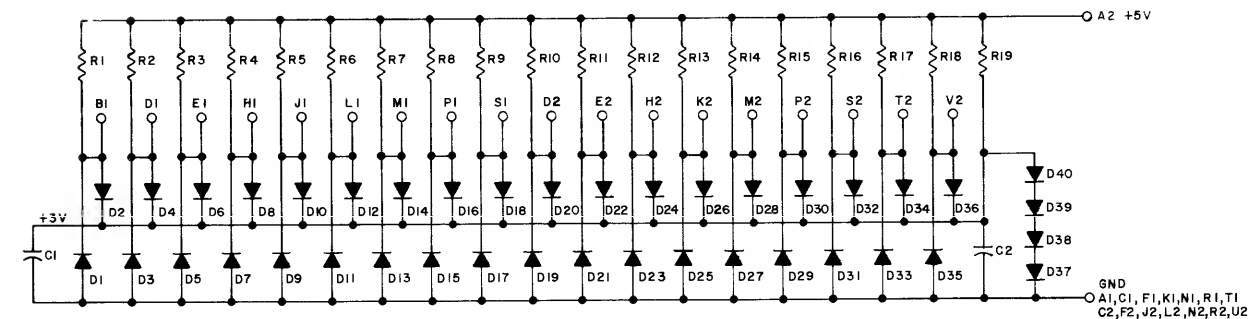 A2 +5V
R1 R2 R3 R4 R5 R6 R7 R8 R9 R10 R11 R12 R13 R14 R15 R16 R17 R18 R19
B1 D1 E1 H1 J1 L1 M1 P1 S1 D2 E2 H2 K2 M2 P2 S2 T2 V2
D40
D2 D4 D6 D8 D10 D12 D14 D16 D18 D20 D22 D24 D26 D28 D30 D32 D34 D36 D39
+3V
C1 C2 D38
D1 D3 D5 D7 D9 D11 D13 D15 D17 D19 D21 D23 D25 D27 D29 D31 D33 D35 D37
GND
A1,C1,F1,K1,N1,R1,T1
C2,F2,J2,L2,N2,R2,U2